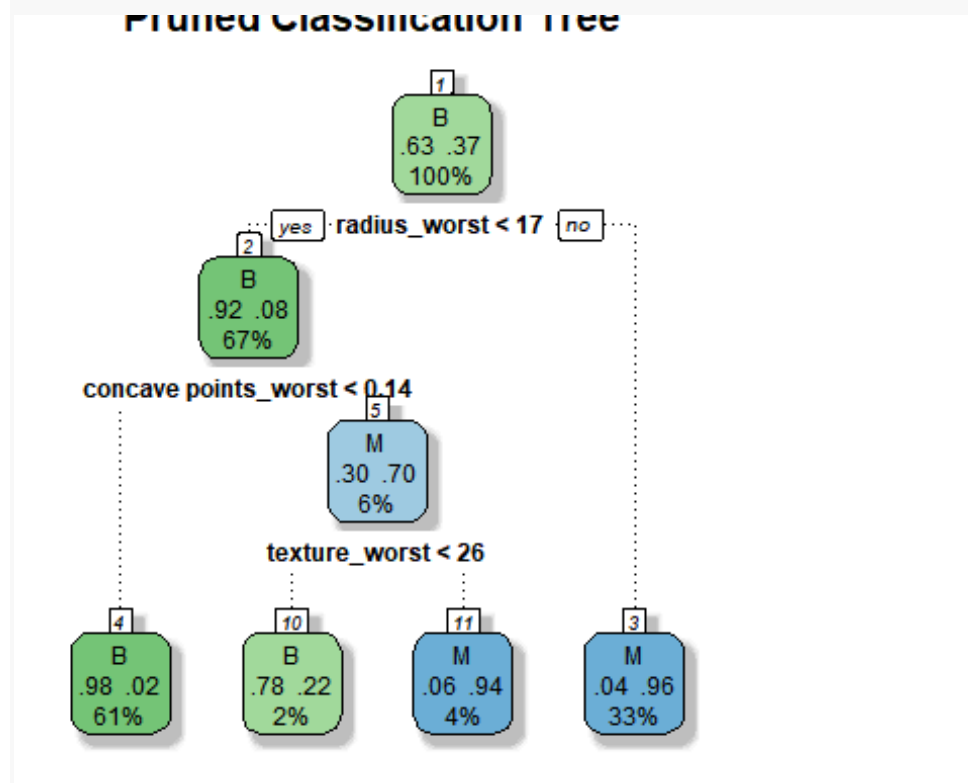 Pruned Classification Tree
1
B
.63 .37
100%
yes radius_worst < 17 no
2
B
.92 .08
67%
concave points_worst < 0.14
5
M
.30 .70
6%
texture_worst < 26
4
B
.98 .02
61%
10
B
.78 .22
2%
11
M
.06 .94
4%
3
M
.04 .96
33%